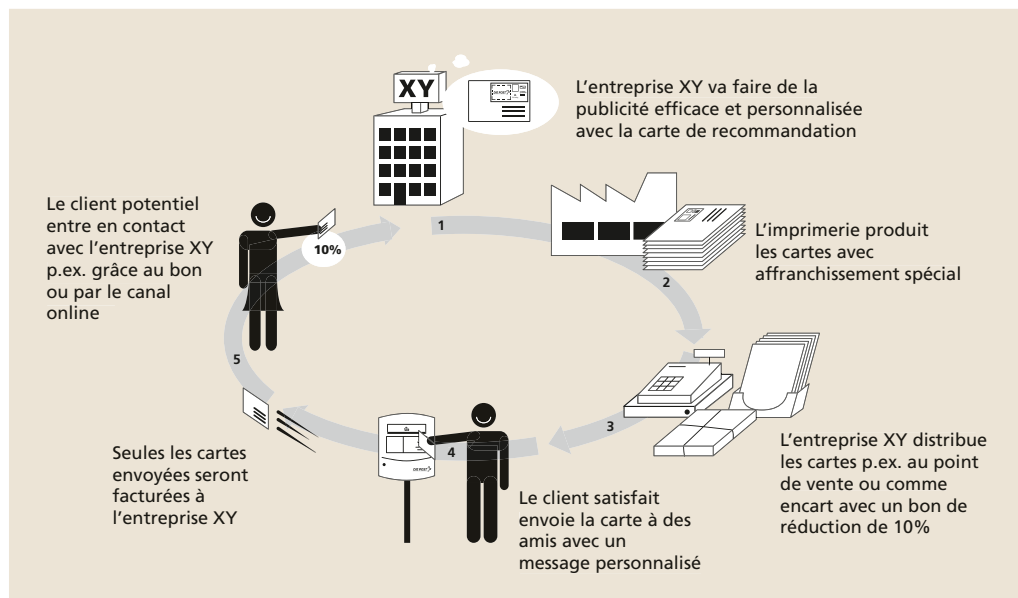 XY
L'entreprise XY va faire de la
publicité efficace et personnalisée
avec la carte de recommandation
1
L'imprimerie produit
les cartes avec
affranchissement spécial
2
L'entreprise XY distribue
les cartes p.ex. au point
de vente ou comme
encart avec un bon de
réduction de 10%
3
Le client satisfait
envoie la carte à des
amis avec un
message personnalisé
4
Seules les cartes
envoyées seront
facturées à
l'entreprise XY
5
Le client potentiel
entre en contact
avec l'entreprise XY
p.ex. grâce au bon
ou par le canal
online
10%